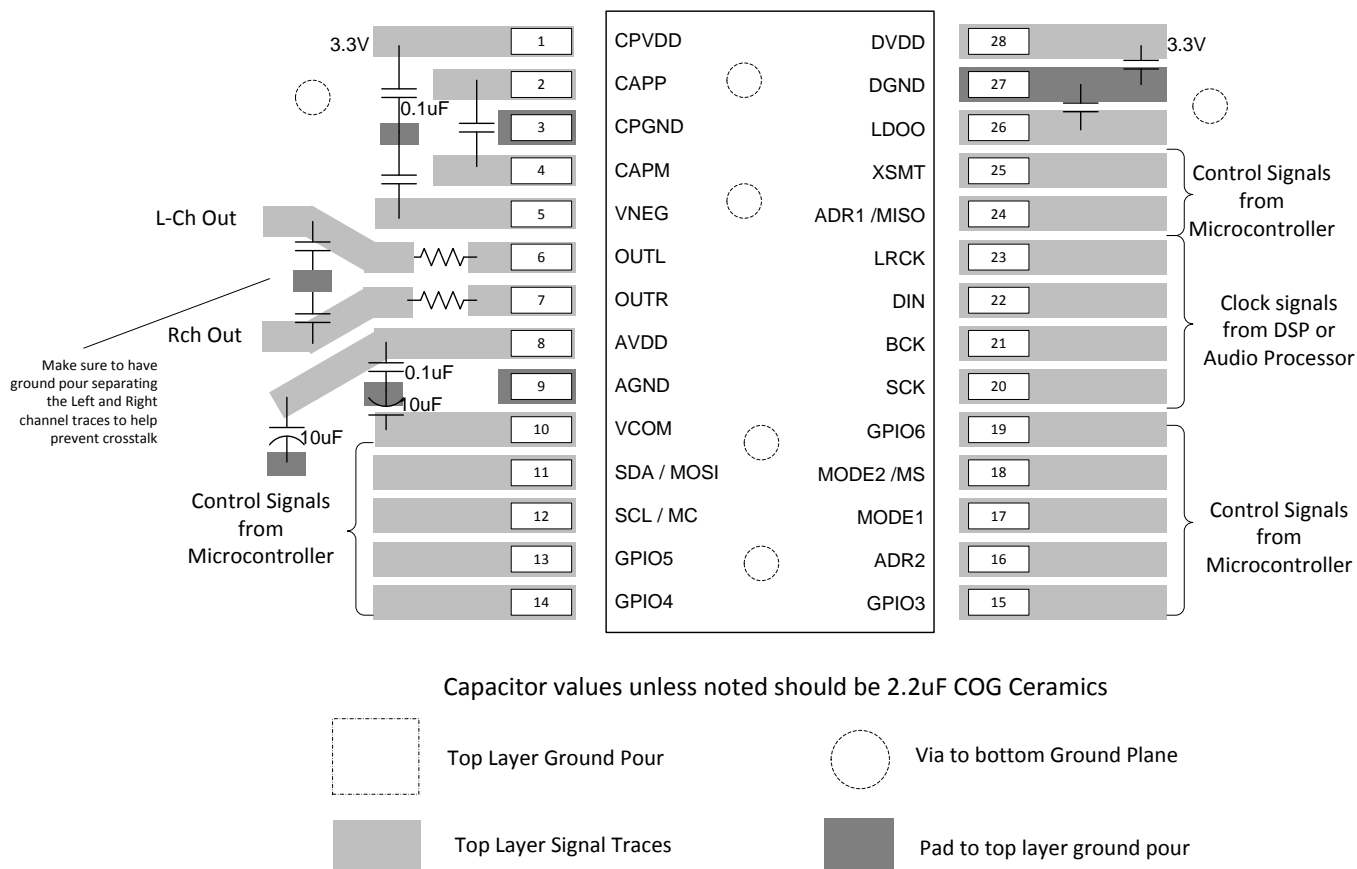 3.3V
1
CPVDD
DVDD
28
3.3V
2
CAPP
DGND
27
0.1uF
3
CPGND
LDOO
26
4
CAPM
XSMT
25
5
VNEG
ADR1 /MISO
24
Control Signals
from
Microcontroller
L-Ch Out
6
OUTL
LRCK
23
7
OUTR
DIN
22
Rch Out
8
AVDD
BCK
21
Clock signals
from DSP or
Audio Processor
Make sure to have
ground pour separating
the Left and Right
channel traces to help
prevent crosstalk
0.1uF
9
AGND
SCK
20
10uF
10uF
10
VCOM
GPIO6
19
11
SDA / MOSI
MODE2 /MS
18
12
SCL / MC
MODE1
17
13
GPIO5
ADR2
16
14
GPIO4
GPIO3
15
Control Signals
from
Microcontroller
Control Signals
from
Microcontroller
Capacitor values unless noted should be 2.2uF COG Ceramics
Top Layer Ground Pour
Via to bottom Ground Plane
Top Layer Signal Traces
Pad to top layer ground pour